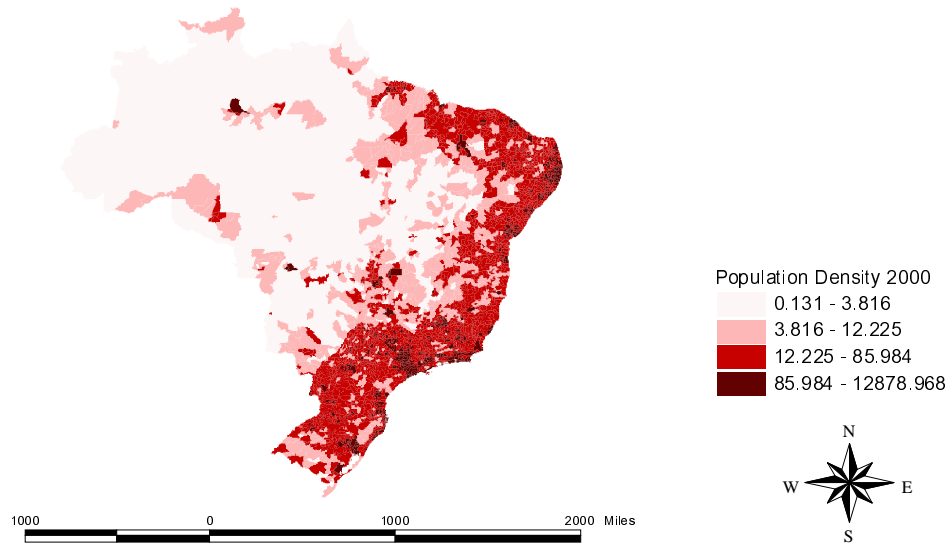 Population Density 2000
0.131 - 3.816
3.816 - 12.225
12.225 - 85.984
85.984 - 12878.968
N
W E
S
1000 0 1000 2000 Miles